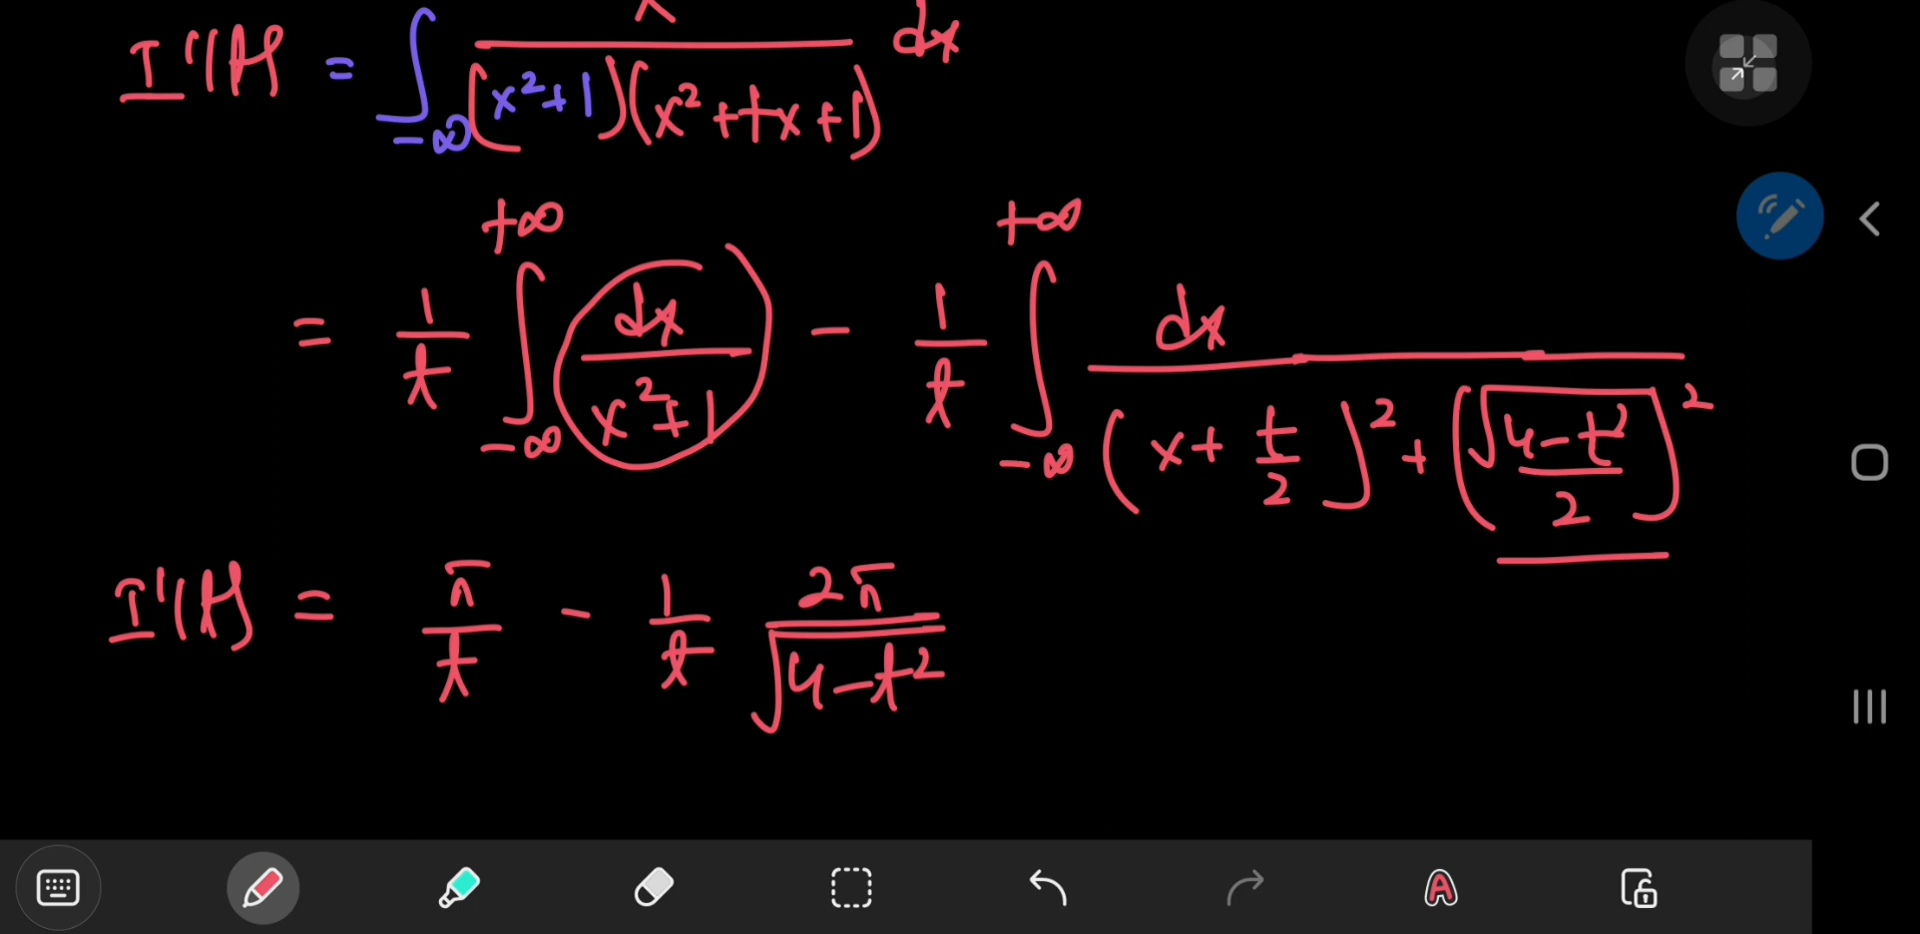 I'(t) = ∫_{-∞} x / (x²+1)(x²+tx+1) dx
= 1/t ∫_{-∞}^{+∞} dx / x²+1 - 1/t ∫_{-∞}^{+∞} dx / (x + t/2)² + (√(4-t²) / 2)²
I'(t) = π/t - 1/t 2π/√(4-t²)
A